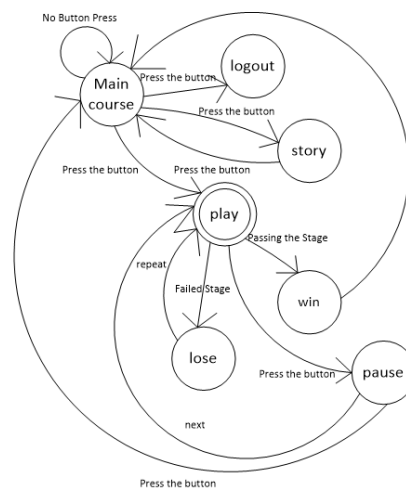 No Button Press
Main
course
Press the button
logout
Press the button
story
Press the button
Press the button
play
Passing the Stage
repeat
Failed Stage
win
lose
Press the button
pause
next
Press the button